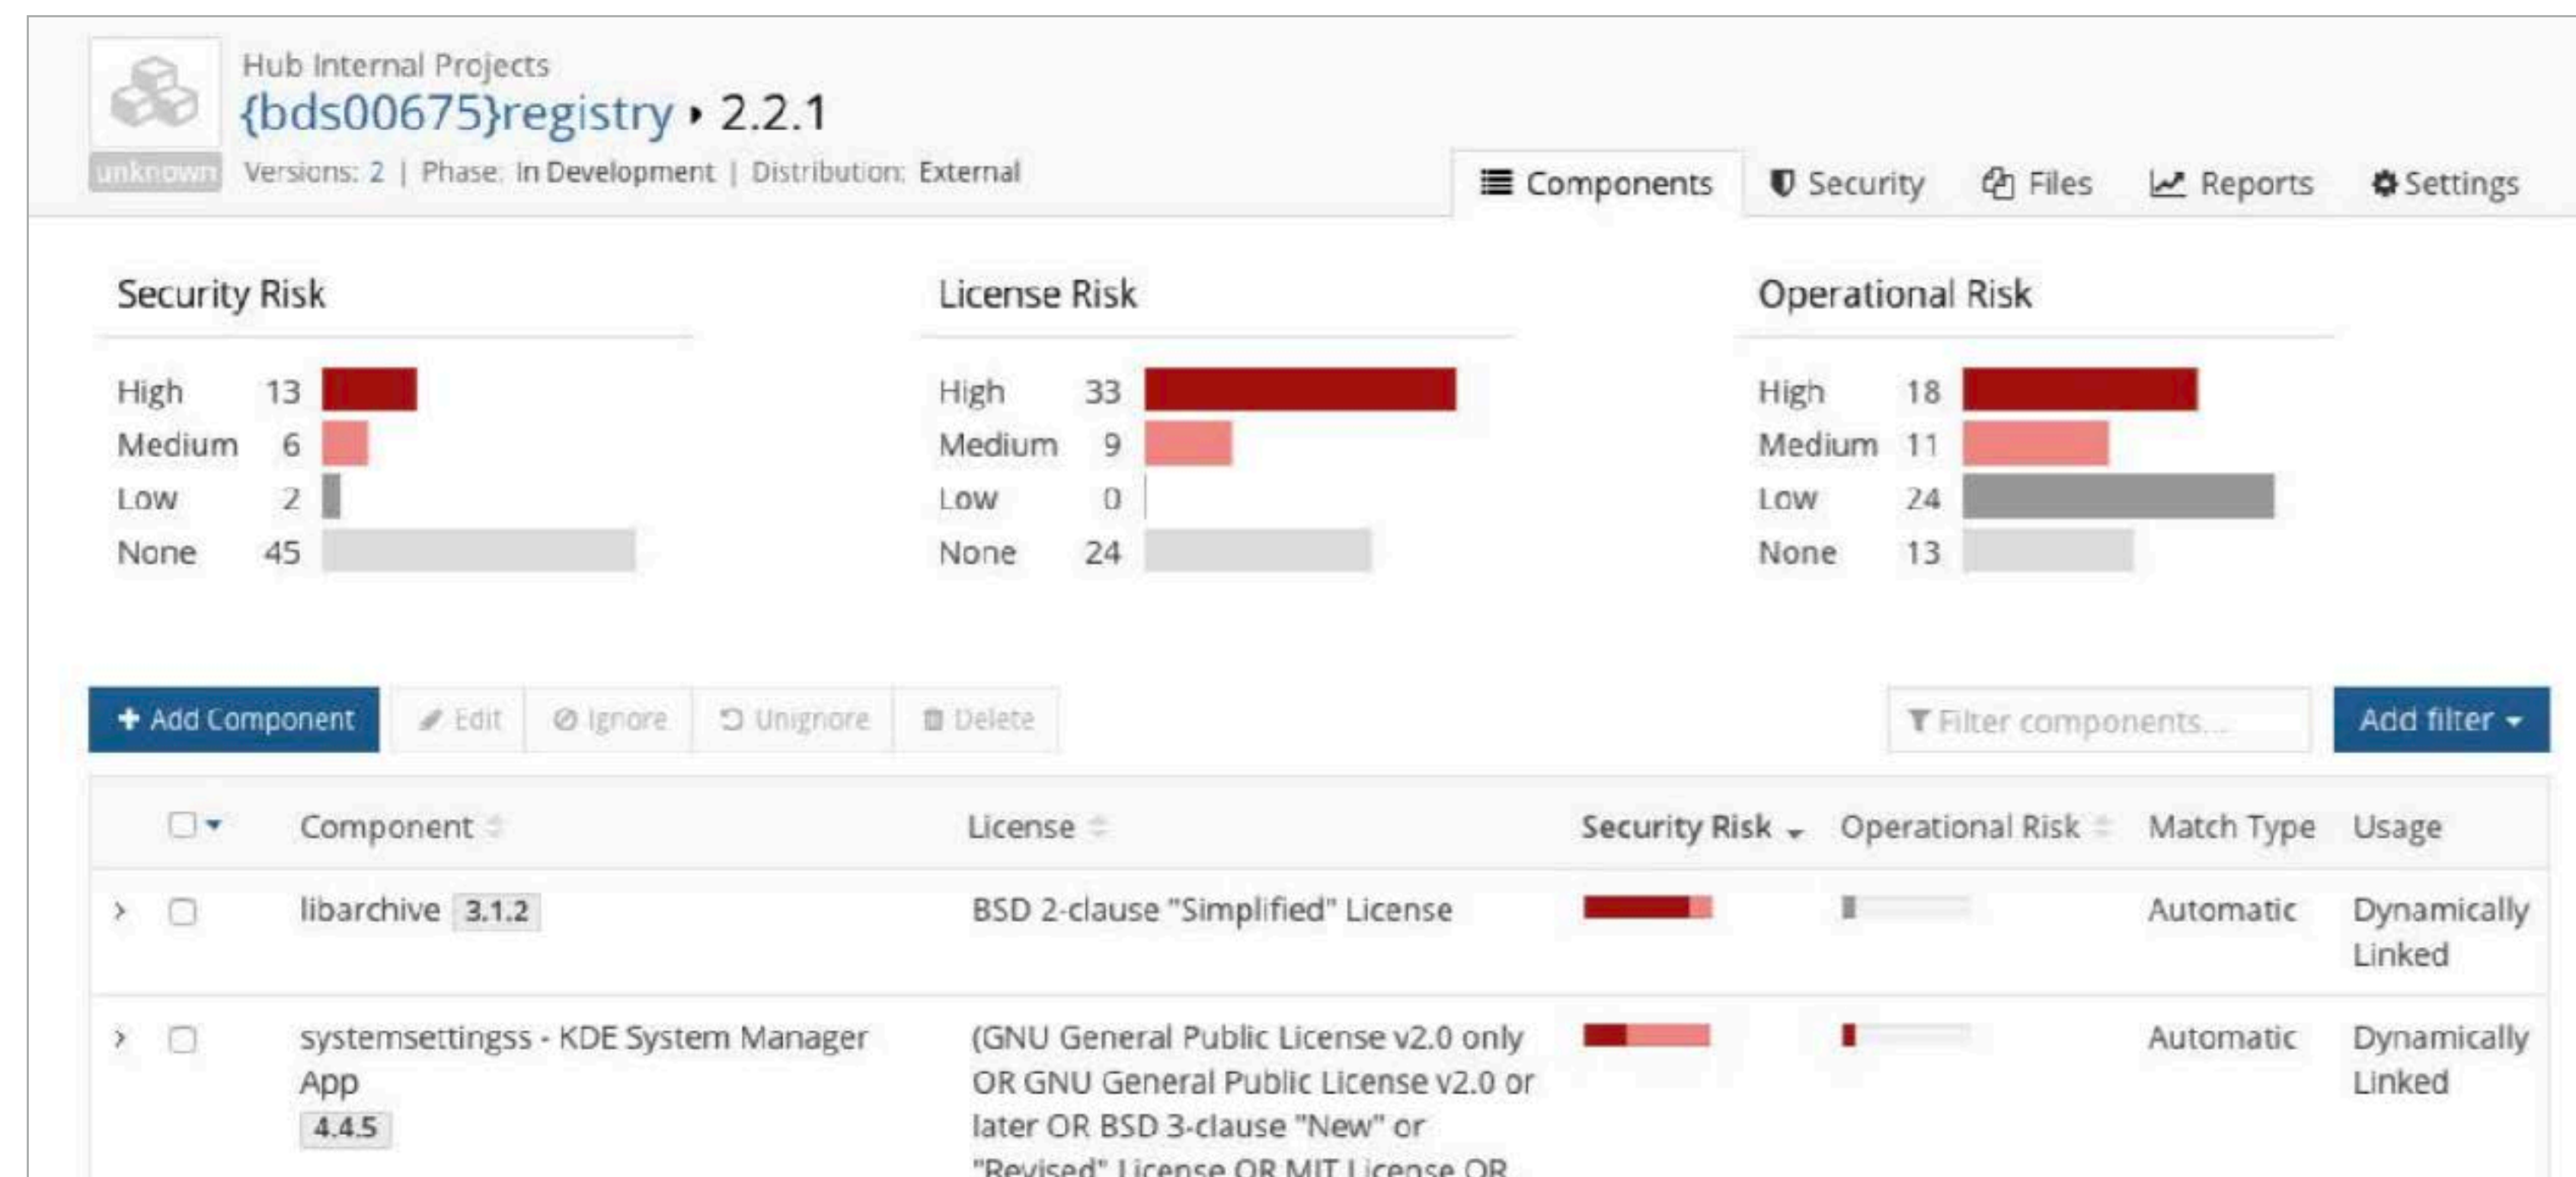 Hub Internal Projects
{bds00675}registry 2.2.1
unknown
Versions: 2 | Phase: In Development | Distribution: External
Components Security Files Reports Settings
Security Risk
High 13
Medium 6
Low 2
None 45
License Risk
High 33
Medium 9
Low 0
None 24
Operational Risk
High 18
Medium 11
Low 24
None 13
+ Add Component Edit Ignore Unignore Delete
Filter components... Add filter
Component License Security Risk Operational Risk Match Type Usage
libarchive 3.1.2
BSD 2-clause "Simplified" License
Automatic
Dynamically
Linked
systemsettingss - KDE System Manager
App
4.4.5
(GNU General Public License v2.0 only
OR GNU General Public License v2.0 or
later OR BSD 3-clause "New" or
"Revised" License OR MIT License OR
Automatic
Dynamically
Linked